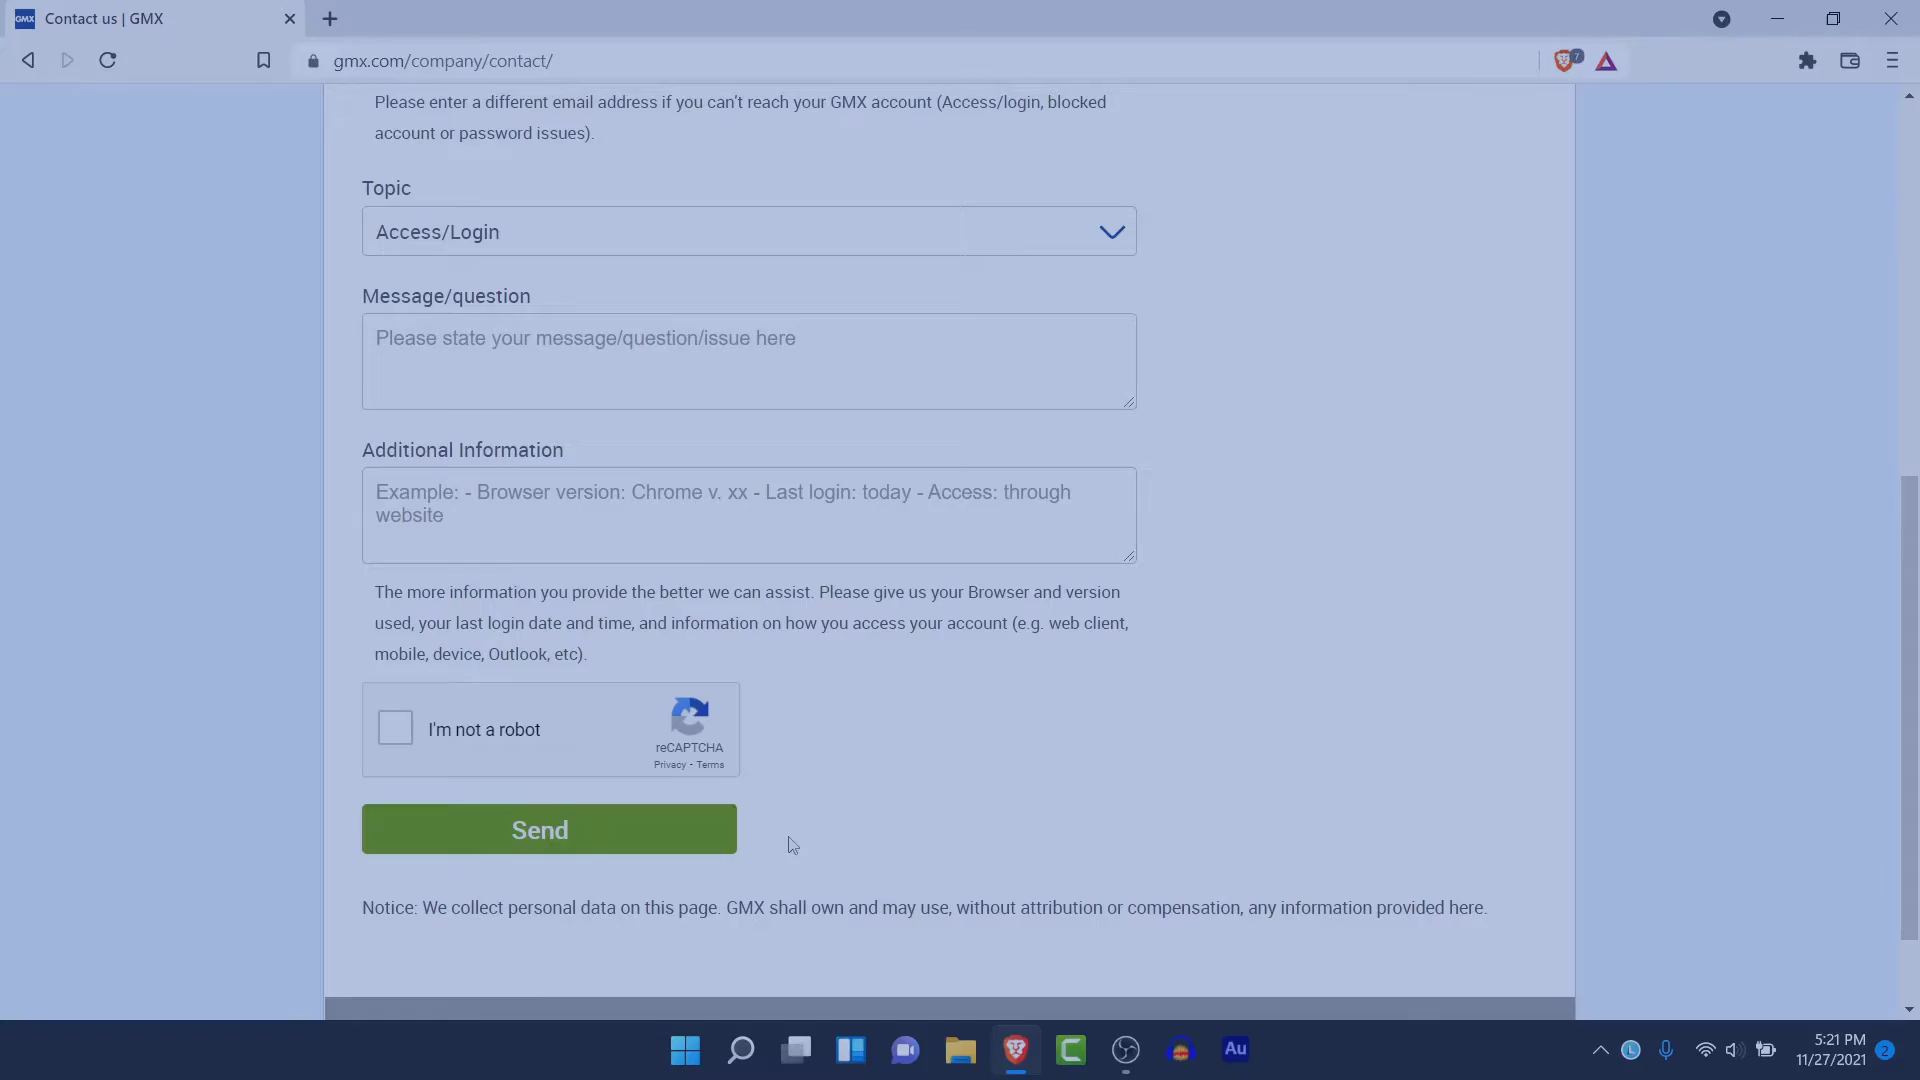 GMX Contact us | GMX
gmx.com/company/contact/
7
Please enter a different email address if you can't reach your GMX account (Access/login, blocked
account or password issues).
Topic
Access/Login
Message/question
Please state your message/question/issue here
Additional Information
Example: - Browser version: Chrome v. xx - Last login: today - Access: through
website
The more information you provide the better we can assist. Please give us your Browser and version
used, your last login date and time, and information on how you access your account (e.g. web client,
mobile, device, Outlook, etc).
I'm not a robot
reCAPTCHA
Privacy - Terms
Send
Notice: We collect personal data on this page. GMX shall own and may use, without attribution or compensation, any information provided here.
Au
L
5:21 PM
11/27/2021
2